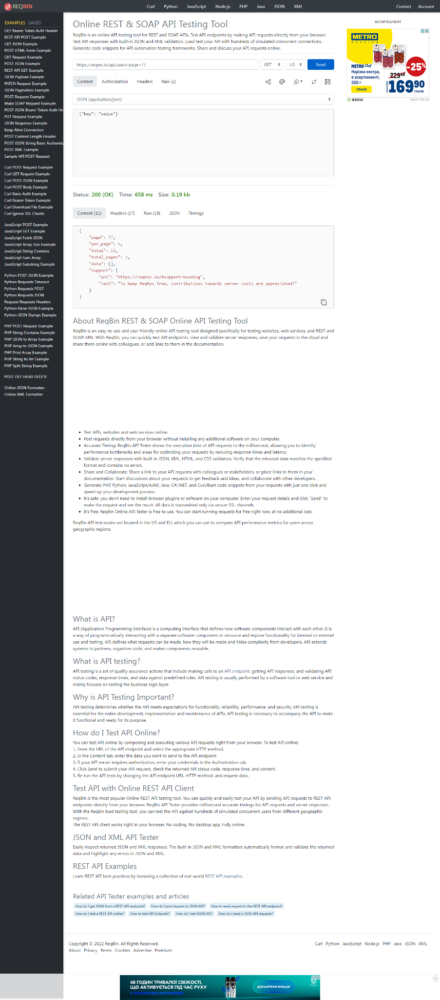 REQBIN
Curl Python JavaScript Node.js PHP Java JSON XML
Contact Account
EXAMPLES SAVED
GET Bearer Token Auth Header
REST API POST Example
GET JSON Example
POST HTML Form Example
GET Request Example
POST JSON Example
REST API GET Example
JSON Payload Example
PATCH Request Example
JSON Pagination Example
POST Request Example
Make SOAP Request Example
POST JSON Bearer Token Auth He
PUT Request Example
JSON Response Example
Keep Alive Connection
POST Content Length Header
POST JSON String Basic Authentic
POST XML Example
Sample API POST Request
Curl POST Request Example
Curl GET Request Example
Curl POST JSON Example
Curl POST Body Example
Curl Basic Auth Example
Curl Bearer Token Example
Curl Download File Example
Curl Ignore SSL Checks
JavaScript POST Example
JavaScript GET Example
JavaScript Fetch JSON
JavaScript Array Join Example
JavaScript String Contains
JavaScript Sum Array
JavaScript Substring Example
Python POST JSON Example
Python Requests Timeout
Python Requests POST
Python Requests JSON
Request Requests Headers
Python Parse JSON Example
Python JSON Dumps Example
PHP POST Request Example
PHP String Contains Example
PHP JSON to Array Example
PHP Array to JSON Example
PHP Print Array Example
PHP String to Int Example
PHP Split String Example
POST GET HEAD DELETE
Online JSON Formatter
Online XML Formatter
Online REST & SOAP API Testing Tool
ReqBin is an online API testing tool for REST and SOAP APIs. Test API endpoints by making API requests directly from your browser.
Test API responses with built-in JSON and XML validators. Load test your API with hundreds of simulated concurrent connections.
Generate code snippets for API automation testing frameworks. Share and discuss your API requests online.
https://reqres.in/api/users?page=77
GET
US
Send
Content Authorization Headers Raw (2)
JSON (application/json)
{"key": "value"}
Status: 200 (OK) Time: 658 ms Size: 0.19 kb
Content (11) Headers (17) Raw (19) JSON Timings
{
"page": 77,
"per_page": 6,
"total": 12,
"total_pages": 2,
"data": [],
"support": {
"url": "https://reqres.in/#support-heading",
"text": "To keep ReqRes free, contributions towards server costs are appreciated!"
}
}
About ReqBin REST & SOAP Online API Testing Tool
ReqBin is an easy-to-use and user-friendly online API testing tool designed specifically for testing websites, web services, and REST and
SOAP APIs. With ReqBin, you can quickly test API endpoints, view and validate server responses, save your requests in the cloud and
share them online with colleagues, or add links to them in the documentation.
• Test APIs, websites and web services online.
• Post requests directly from your browser without installing any additional software on your computer.
• Accurate Timing: ReqBin API Tester shows the execution time of API requests to the millisecond, allowing you to identify
performance bottlenecks and areas for optimizing your requests by reducing response times and latency.
• Validate server responses with built-in JSON, XML, HTML, and CSS validators. Verify that the returned data matches the specified
format and contains no errors.
• Share and Collaborate: Share a link to your API requests with colleagues or stakeholders, or place links to them in your
documentation. Start discussions about your requests to get feedback and ideas, and collaborate with other developers.
• Generate PHP, Python, JavaScript/AJAX, Java, C#/.NET, and Curl/Bash code snippets from your requests with just one click and
speed up your development process.
• It's safe: you don't need to install browser plugins or software on your computer. Enter your request details and click "Send" to
make the request and see the result. All data is transmitted only via secure SSL channels.
• It's free: ReqBin Online API Tester is free to use. You can start running requests for free right now, at no additional cost.
ReqBin API test nodes are located in the US and EU, which you can use to compare API performance metrics for users across
geographic regions.
What is API?
API (Application Programming Interface) is a computing interface that defines how software components interact with each other. It is
a way of programmatically interacting with a separate software component or resource and expose functionality for internal or external
use and testing. API defines what requests can be made, how they will be made and hides complexity from developers. API extends
systems to partners, organizes code, and makes components reusable.
What is API testing?
API testing is a set of quality assurance actions that include making calls to an API endpoint, getting API responses, and validating API
status codes, response times, and data against predefined rules. API testing is usually performed by a software tool or web service and
mainly focuses on testing the business logic layer.
Why is API Testing Important?
API testing determines whether the API meets expectations for functionality, reliability, performance, and security. API testing is
essential for the entire development, implementation and maintenance of APIs. API testing is necessary to accompany the API to make
it functional and ready for its purpose.
How do I Test API Online?
You can test API online by composing and executing various API requests right from your browser. To test API online:
1. Enter the URL of the API endpoint and select the appropriate HTTP method.
2. In the Content tab, enter the data you want to send to the API endpoint.
3. If your API server requires authorization, enter your credentials in the Authorization tab.
4. Click Send to submit your API request, check the returned API status code, response time, and content.
5. Re-run the API tests by changing the API endpoint URL, HTTP method, and request data.
Test API with Online REST API Client
ReqBin is the most popular Online REST API testing tool. You can quickly and easily test your API by sending API requests to REST API
endpoints directly from your browser. ReqBin API Tester provides millisecond accurate timings for API requests and server responses.
With the ReqBin load testing tool, you can test the API against hundreds of simulated concurrent users from different geographic
regions.
The REST API client works right in your browser. No coding. No desktop app. Fully online.
JSON and XML API Tester
Easily inspect returned JSON and XML responses. The built-in JSON and XML formatters automatically format and validate the returned
data and highlight any errors in JSON and XML.
REST API Examples
Learn REST API best practices by browsing a collection of real-world REST API examples.
Related API Tester examples and articles
How do I get JSON from a REST API endpoint? How do I post request to JSON API? How to send request to the REST API endpoint?
How do I test a REST API online? How to test API Endpoint? How do I test JSON API? How do I send a JSON API requests?
Copyright © 2022 ReqBin. All Rights Reserved.
About Privacy Terms Cookies Advertise Premium
Curl Python JavaScript Node.js PHP Java JSON XML
ADVERTISEMENT
METRO
УКРАЇНА
METRO Chef
Нарізка екстра,
в асортименті,
300 г
ІСПАНІЯ
-25%
229⁹⁰
169⁹⁰
ГРН/УП.
ezoic
report this ad
48 ГОДИН ТРИВАЛОЇ СВІЖОСТІ,
ЩО АКТИВУЄТЬСЯ ПІД ЧАС РУХУ
З ТЕХНОЛОГІЄЮ MOTIONSENSE
ДІЗНАЙТЕСЯ БІЛЬШЕ
X